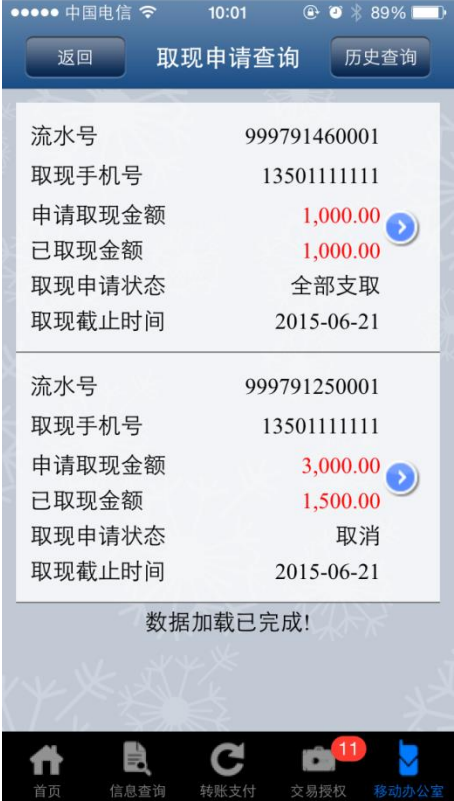 中国电信 10:01 89%
返回 取现申请查询 历史查询
流水号 999791460001
取现手机号 13501111111
申请取现金额 1,000.00
已取现金额 1,000.00
取现申请状态 全部支取
取现截止时间 2015-06-21
流水号 999791250001
取现手机号 13501111111
申请取现金额 3,000.00
已取现金额 1,500.00
取现申请状态 取消
取现截止时间 2015-06-21
数据加载已完成!
11
首页 信息查询 转账支付 交易授权 移动办公室